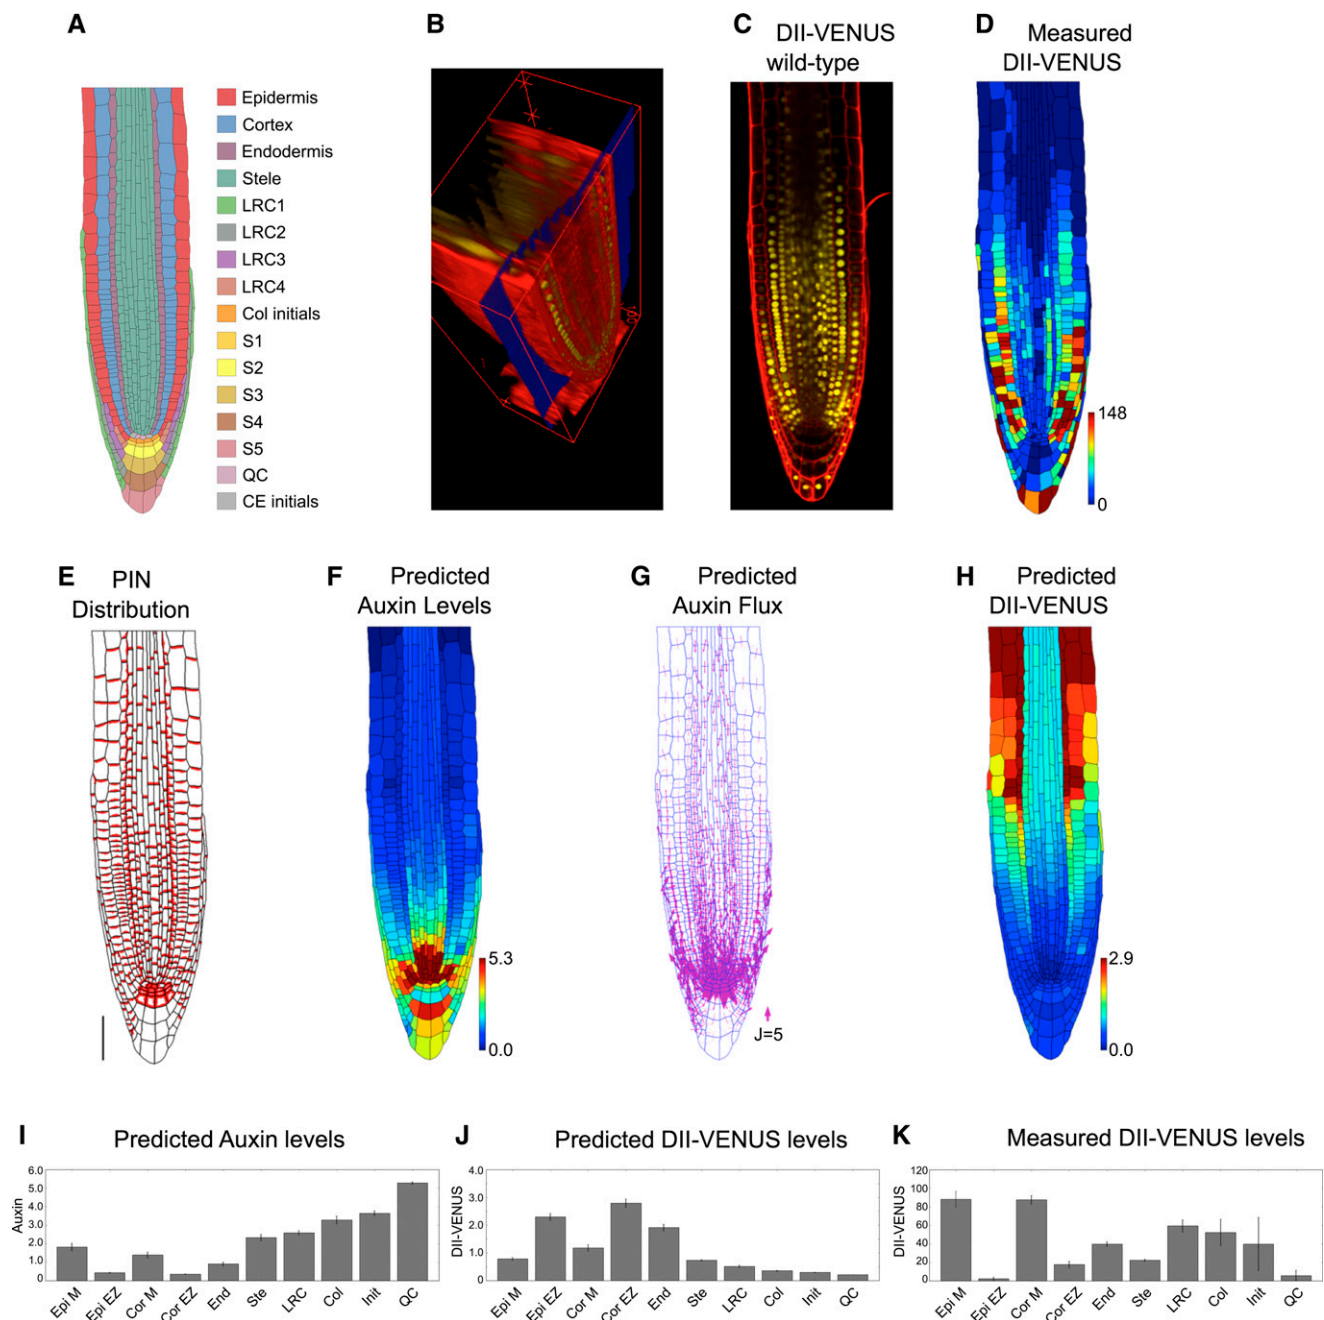 A
Epidermis
Cortex
Endodermis
Stele
LRC1
LRC2
LRC3
LRC4
Col initials
S1
S2
S3
S4
S5
QC
CE initials
B
C DII-VENUS
wild-type
D Measured
DII-VENUS
148
0
E PIN
Distribution
F Predicted
Auxin Levels
5.3
0.0
G Predicted
Auxin Flux
J=5
H Predicted
DII-VENUS
2.9
0.0
I Predicted Auxin levels
Auxin
6.0
5.0
4.0
3.0
2.0
1.0
0
Epi M
Epi EZ
Cor M
Cor EZ
End
Ste
LRC
Col
Init
QC
J Predicted DII-VENUS levels
DII-VENUS
4.0
3.0
2.0
1.0
0
Epi M
Epi EZ
Cor M
Cor EZ
End
Ste
LRC
Col
Init
QC
K Measured DII-VENUS levels
DII-VENUS
120
100
80
60
40
20
0
Epi M
Epi EZ
Cor M
Cor EZ
End
Ste
LRC
Col
Init
QC